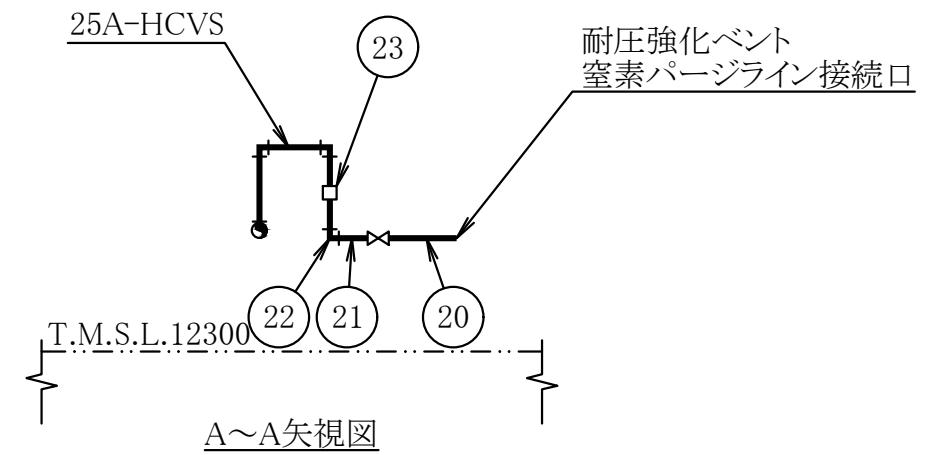 25A-HCVS
23
耐圧強化ベント
窒素パージライン接続口
22
21
20
T.M.S.L.12300
A～A矢視図